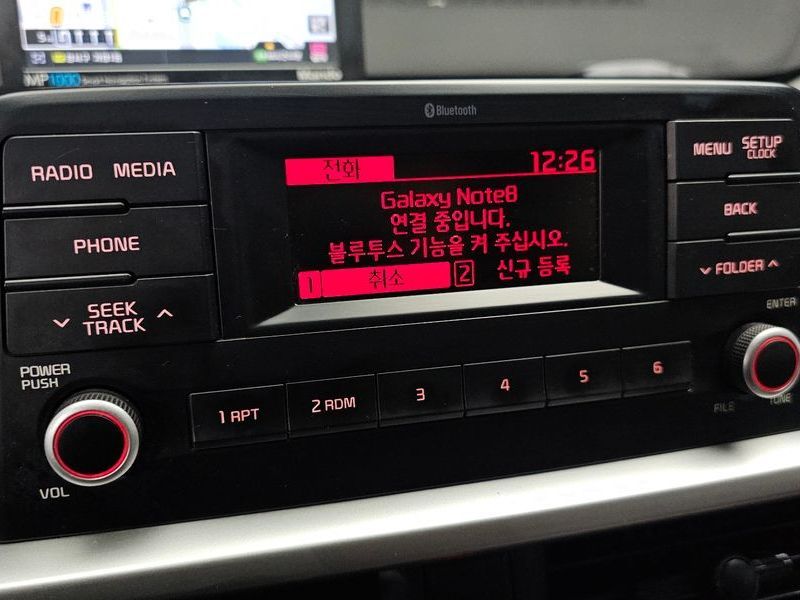 MP1000
Bluetooth
RADIO MEDIA
PHONE
SEEK
TRACK
전화 12:26
Galaxy Note8
연결 중입니다.
블루투스 기능을 켜 주십시오.
1 취소 2 신규 등록
MENU SETUP
CLOCK
BACK
FOLDER
POWER
PUSH
VOL
1 RPT 2 RDM 3 4 5 6
ENTER
FILE TUNE